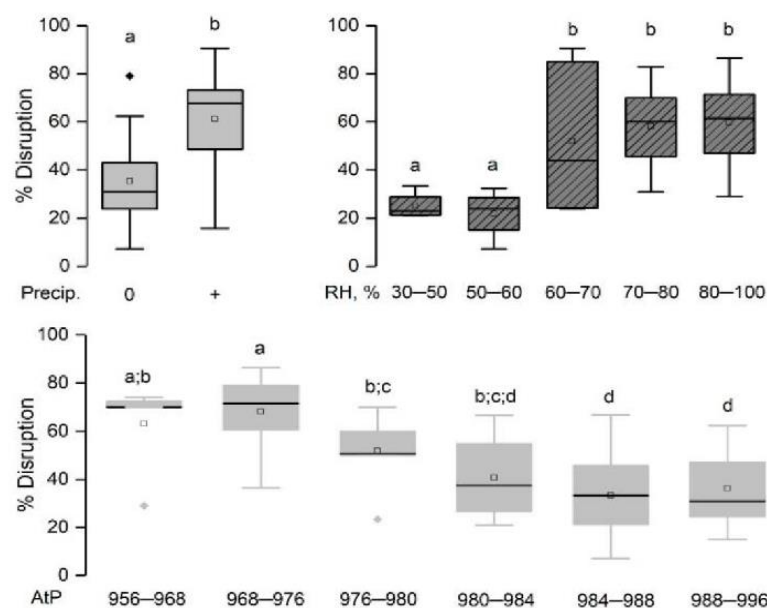 a b
100
80
60
40
20
0
% Disruption
Precip. 0 +
a a b b b
100
80
60
40
20
0
RH, % 30–50 50–60 60–70 70–80 80–100
100
80
60
40
20
0
% Disruption
a;b a b;c b;c;d d d
AtP 956–968 968–976 976–980 980–984 984–988 988–996